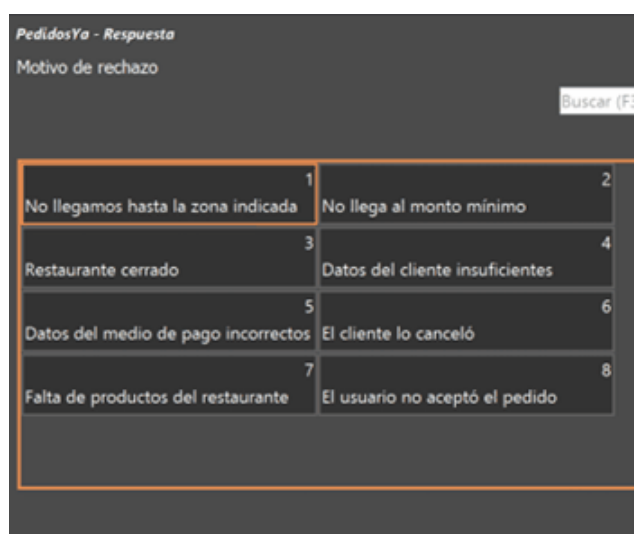 PedidosYa - Respuesta
Motivo de rechazo
Buscar (F3
1
No llegamos hasta la zona indicada
2
No llega al monto mínimo
3
Restaurante cerrado
4
Datos del cliente insuficientes
5
Datos del medio de pago incorrectos
6
El cliente lo canceló
7
Falta de productos del restaurante
8
El usuario no aceptó el pedido